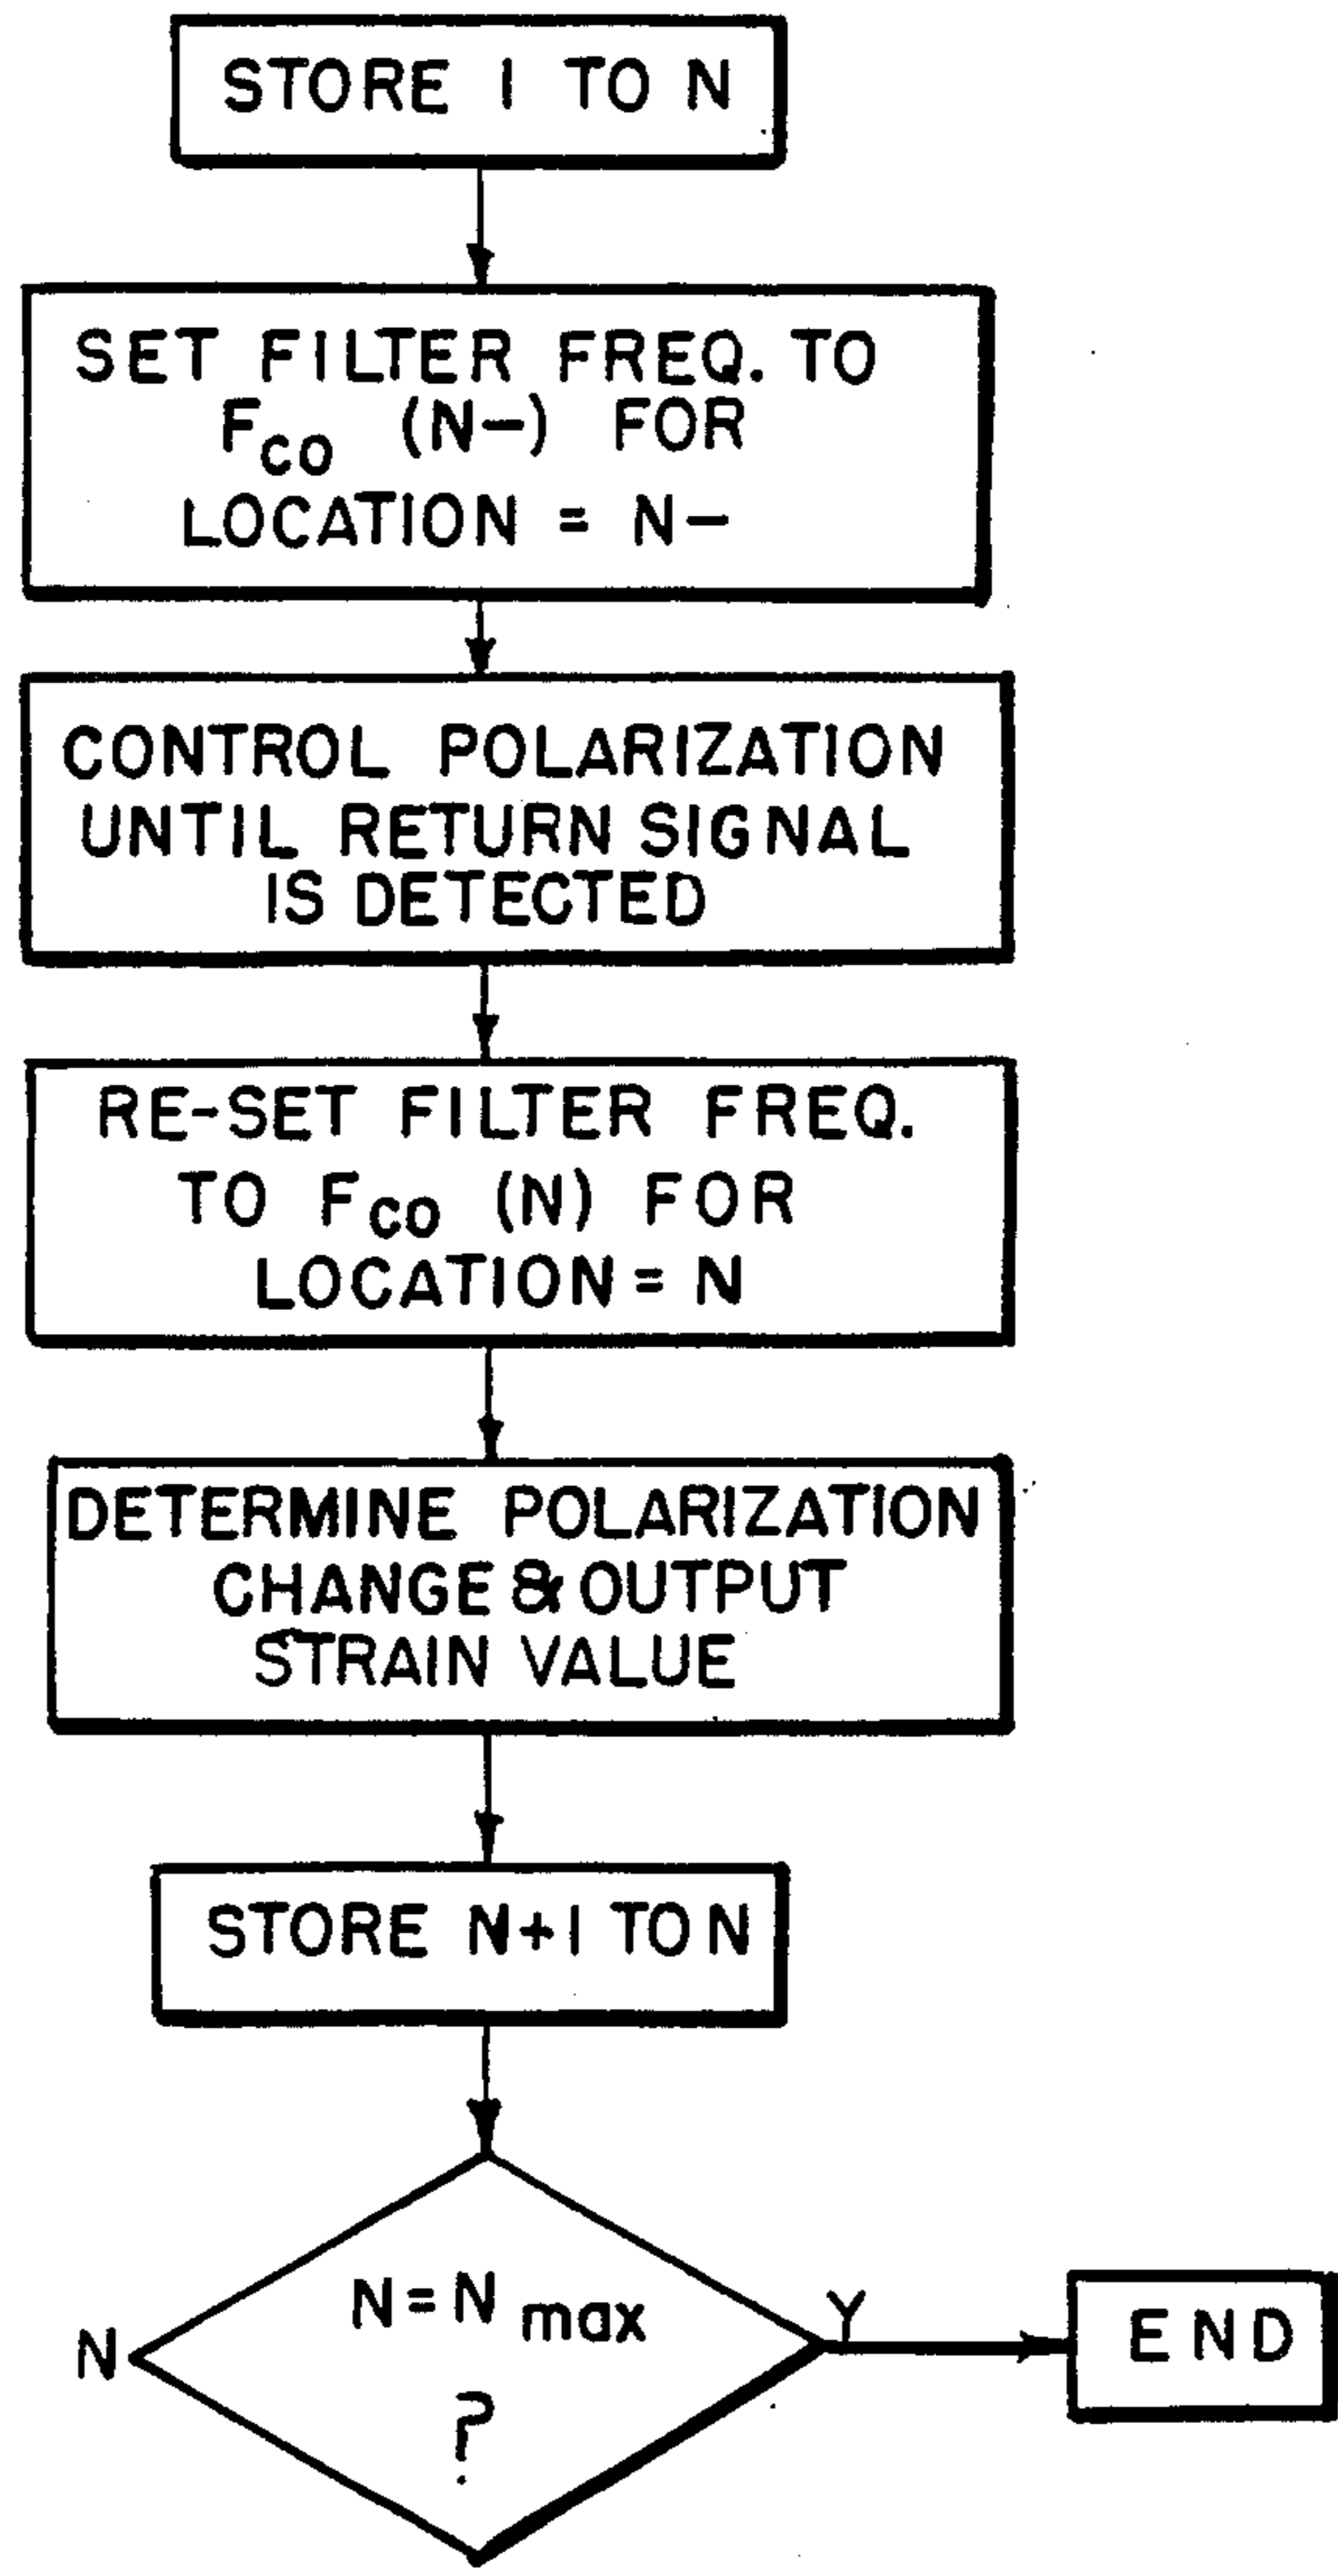 STORE 1 TO N
SET FILTER FREQ. TO
FCO (N-) FOR
LOCATION = N-
CONTROL POLARIZATION
UNTIL RETURN SIGNAL
IS DETECTED
RE-SET FILTER FREQ.
TO FCO (N) FOR
LOCATION = N
DETERMINE POLARIZATION
CHANGE & OUTPUT
STRAIN VALUE
STORE N+1 TO N
N=N max
?
N
Y
END